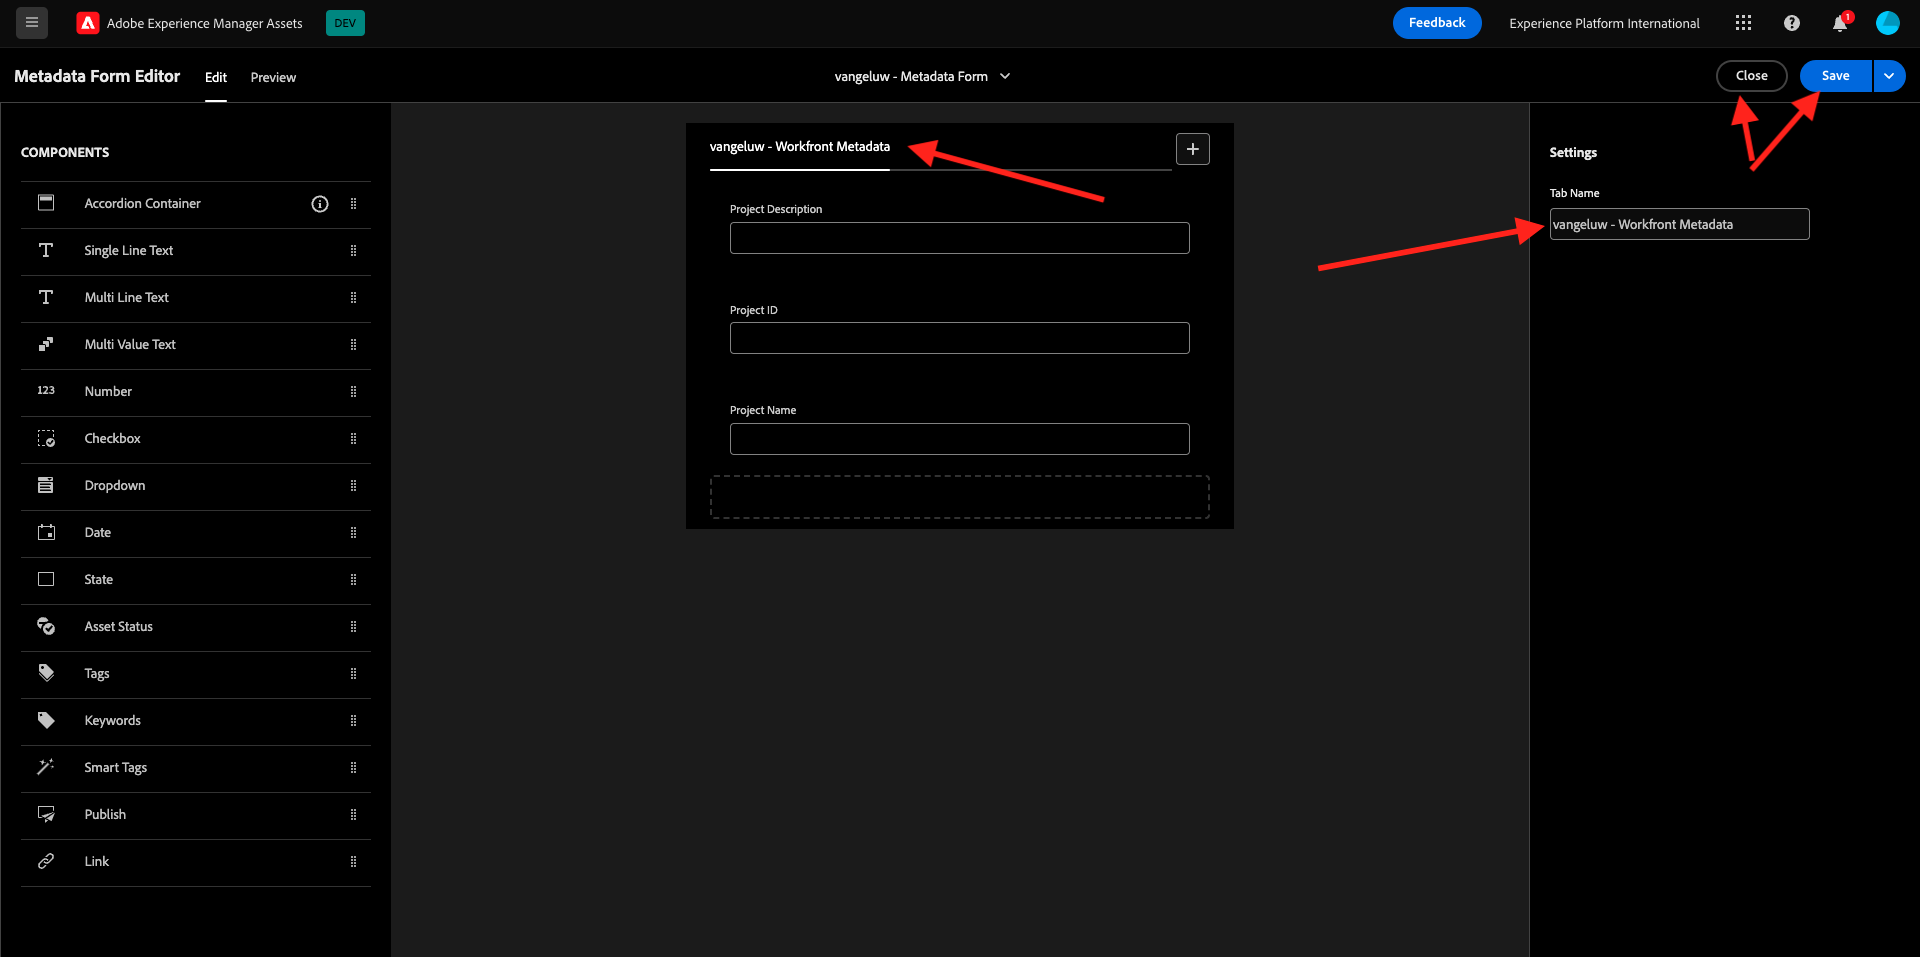 Adobe Experience Manager Assets
DEV
Feedback
Experience Platform International
1
Metadata Form Editor
Edit
Preview
vangeluw - Metadata Form
Close
Save
COMPONENTS
Accordion Container
Single Line Text
Multi Line Text
Multi Value Text
123
Number
Checkbox
Dropdown
Date
State
Asset Status
Tags
Keywords
Smart Tags
Publish
Link
vangeluw - Workfront Metadata
Project Description
Project ID
Project Name
Settings
Tab Name
vangeluw - Workfront Metadata